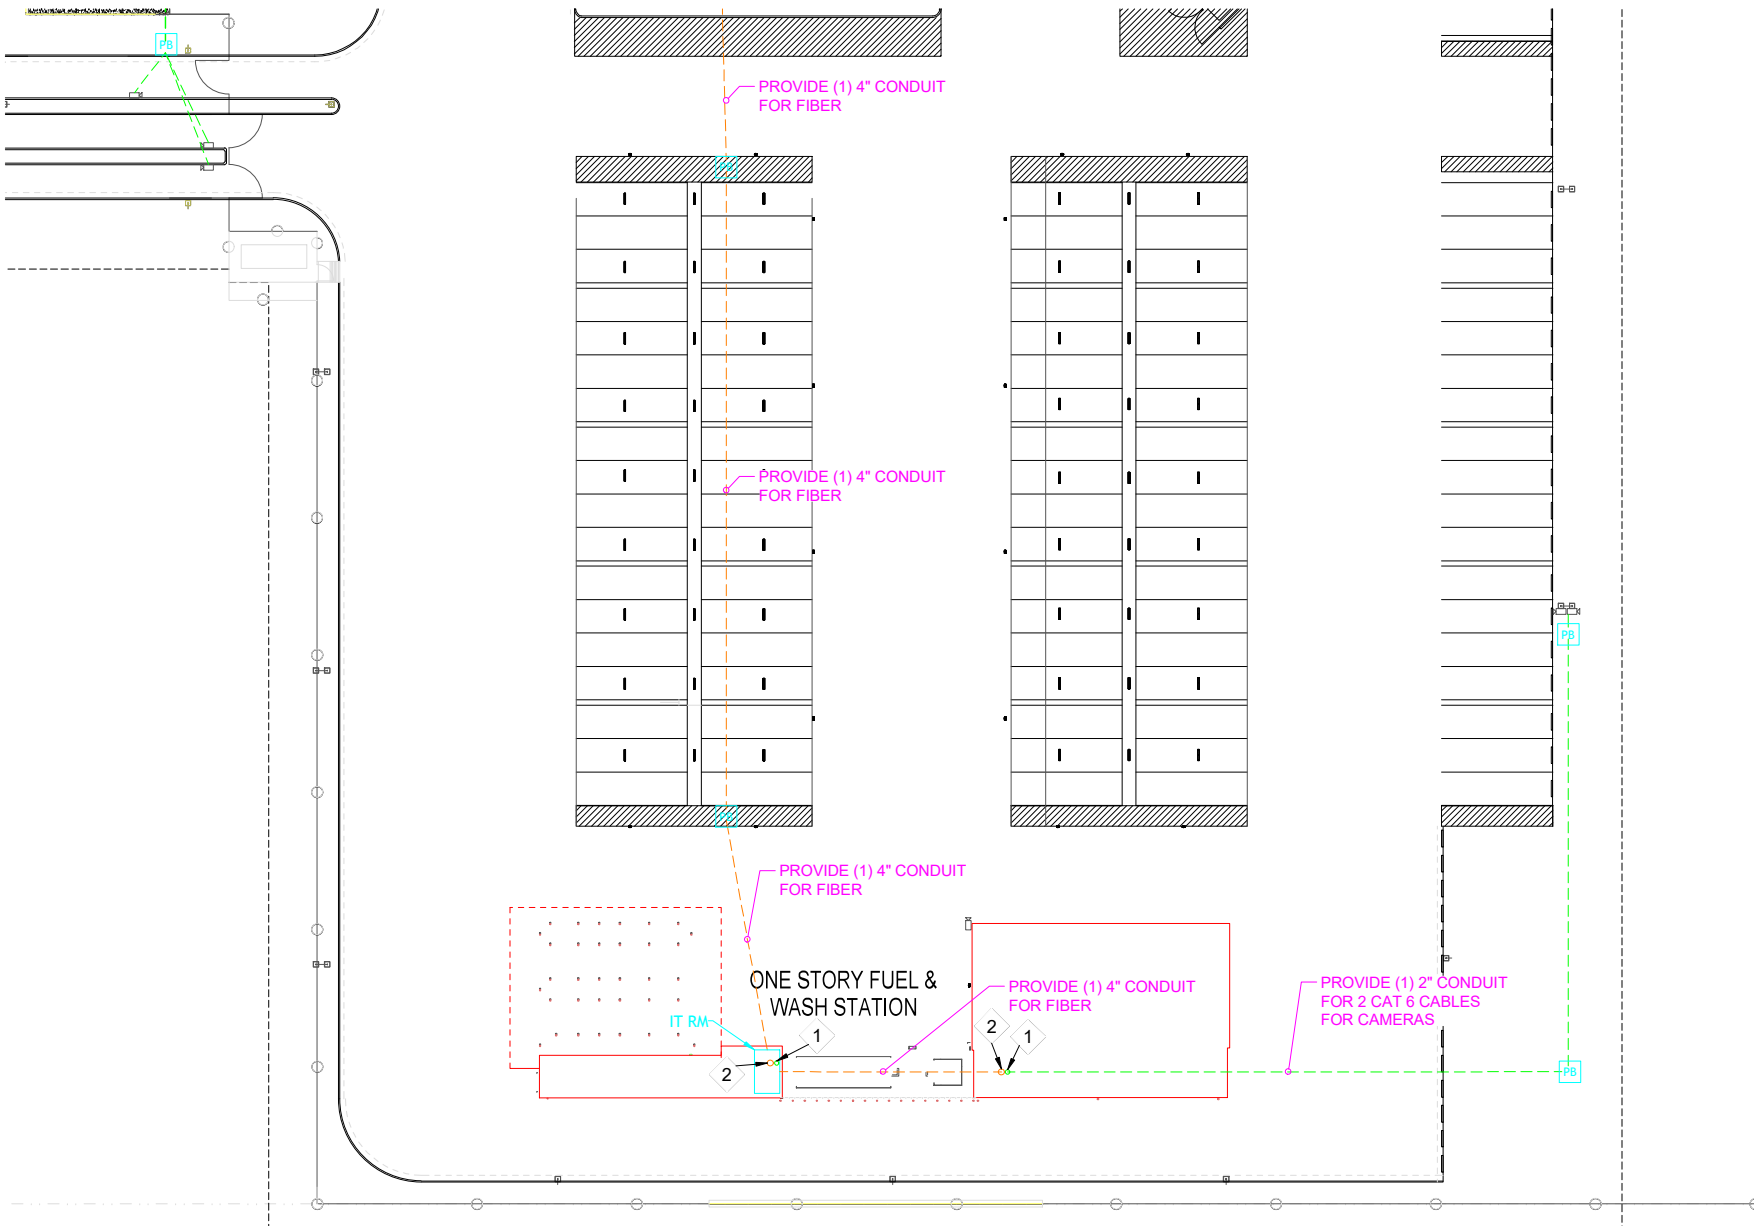 PB
PROVIDE (1) 4" CONDUIT
FOR FIBER
PB
PROVIDE (1) 4" CONDUIT
FOR FIBER
PB
PB
PROVIDE (1) 4" CONDUIT
FOR FIBER
ONE STORY FUEL &
WASH STATION
PROVIDE (1) 4" CONDUIT
FOR FIBER
PROVIDE (1) 2" CONDUIT
FOR 2 CAT 6 CABLES
FOR CAMERAS
IT RM
1
2
2
1
PB